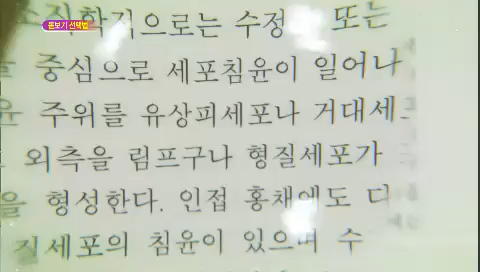 돋보기 선택법
조직학적으로는 수정 또는
중심으로 세포침윤이 일어나
주위를 유상피세포나 거대세
외측을 림프구나 형질세포가
을 형성한다. 인접 홍채에도 다
질세포의 침윤이 있으며 수